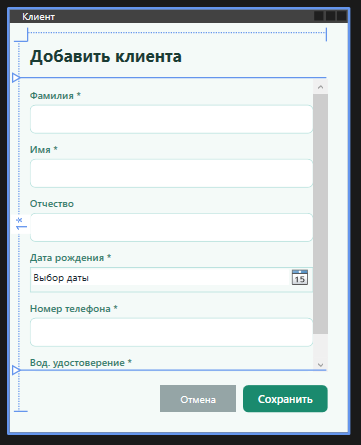 Клиент
Добавить клиента
Фамилия *
Имя *
Отчество
Дата рождения *
Выбор даты
15
Номер телефона *
Вод. удостоверение *
Отмена
Сохранить